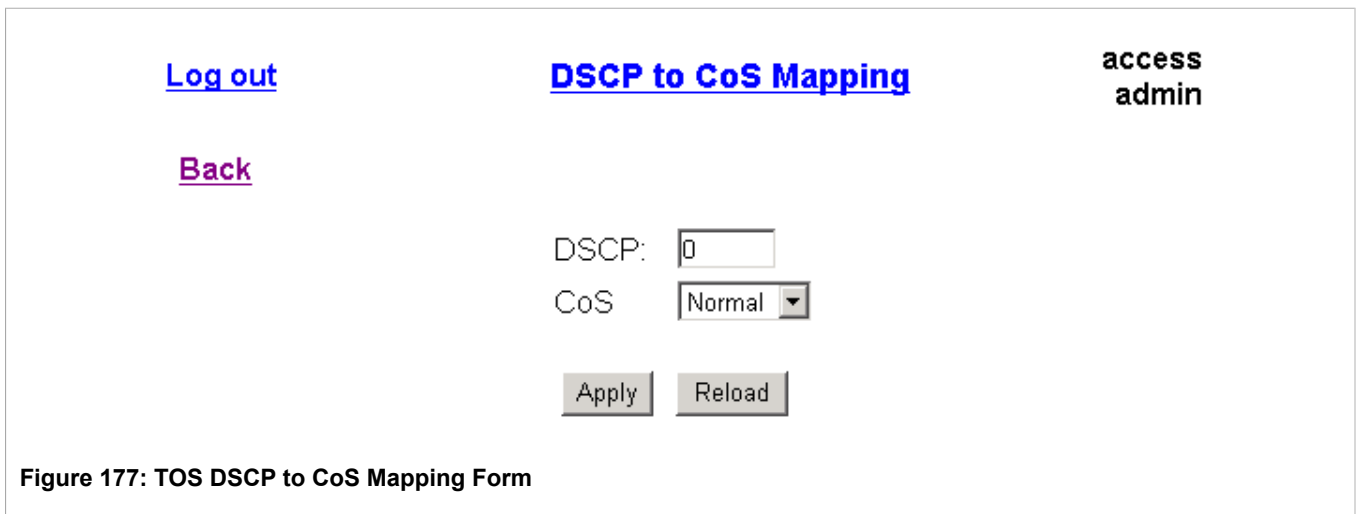 Log out
DSCP to CoS Mapping
access
admin
Back
DSCP: 0
CoS Normal
Apply Reload
Figure 177: TOS DSCP to CoS Mapping Form